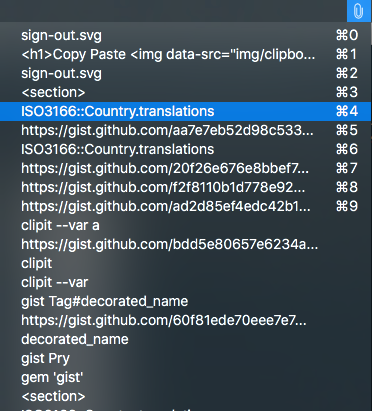 sign-out.svg ⌘0
<h1>Copy Paste <img data-src="img/clipbo... ⌘1
sign-out.svg ⌘2
<section> ⌘3
ISO3166::Country.translations ⌘4
https://gist.github.com/aa7e7eb52d98c533... ⌘5
ISO3166::Country.translations ⌘6
https://gist.github.com/20f26e676e8bbef7... ⌘7
https://gist.github.com/f2f8110b1d778e92... ⌘8
https://gist.github.com/ad2d85ef4edc42b1... ⌘9
clipit --var a
https://gist.github.com/bdd5e80657e6234a...
clipit
clipit --var
gist Tag#decorated_name
https://gist.github.com/60f81ede70eee7e7...
decorated_name
gist Pry
gem 'gist'
<section>